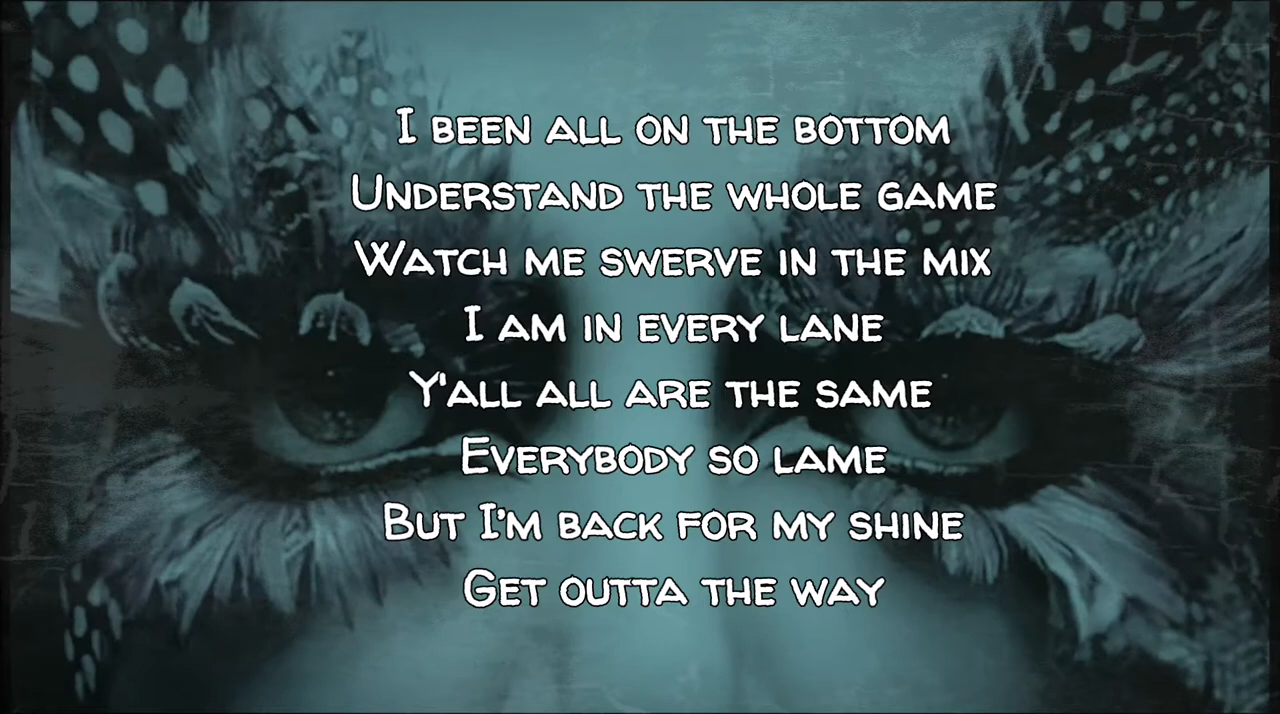 I been all on the bottom
Understand the whole game
Watch me swerve in the mix
I am in every lane
Y'all all are the same
Everybody so lame
But I'm back for my shine
Get outta the way